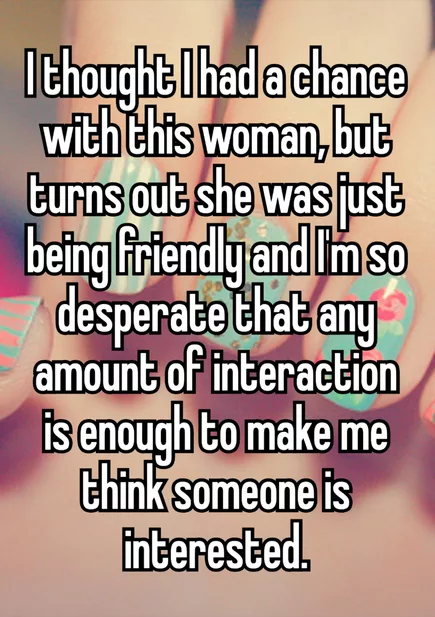 I thought I had a chance
with this woman, but
turns out she was just
being friendly and I'm so
desperate that any
amount of interaction
is enough to make me
think someone is
interested.